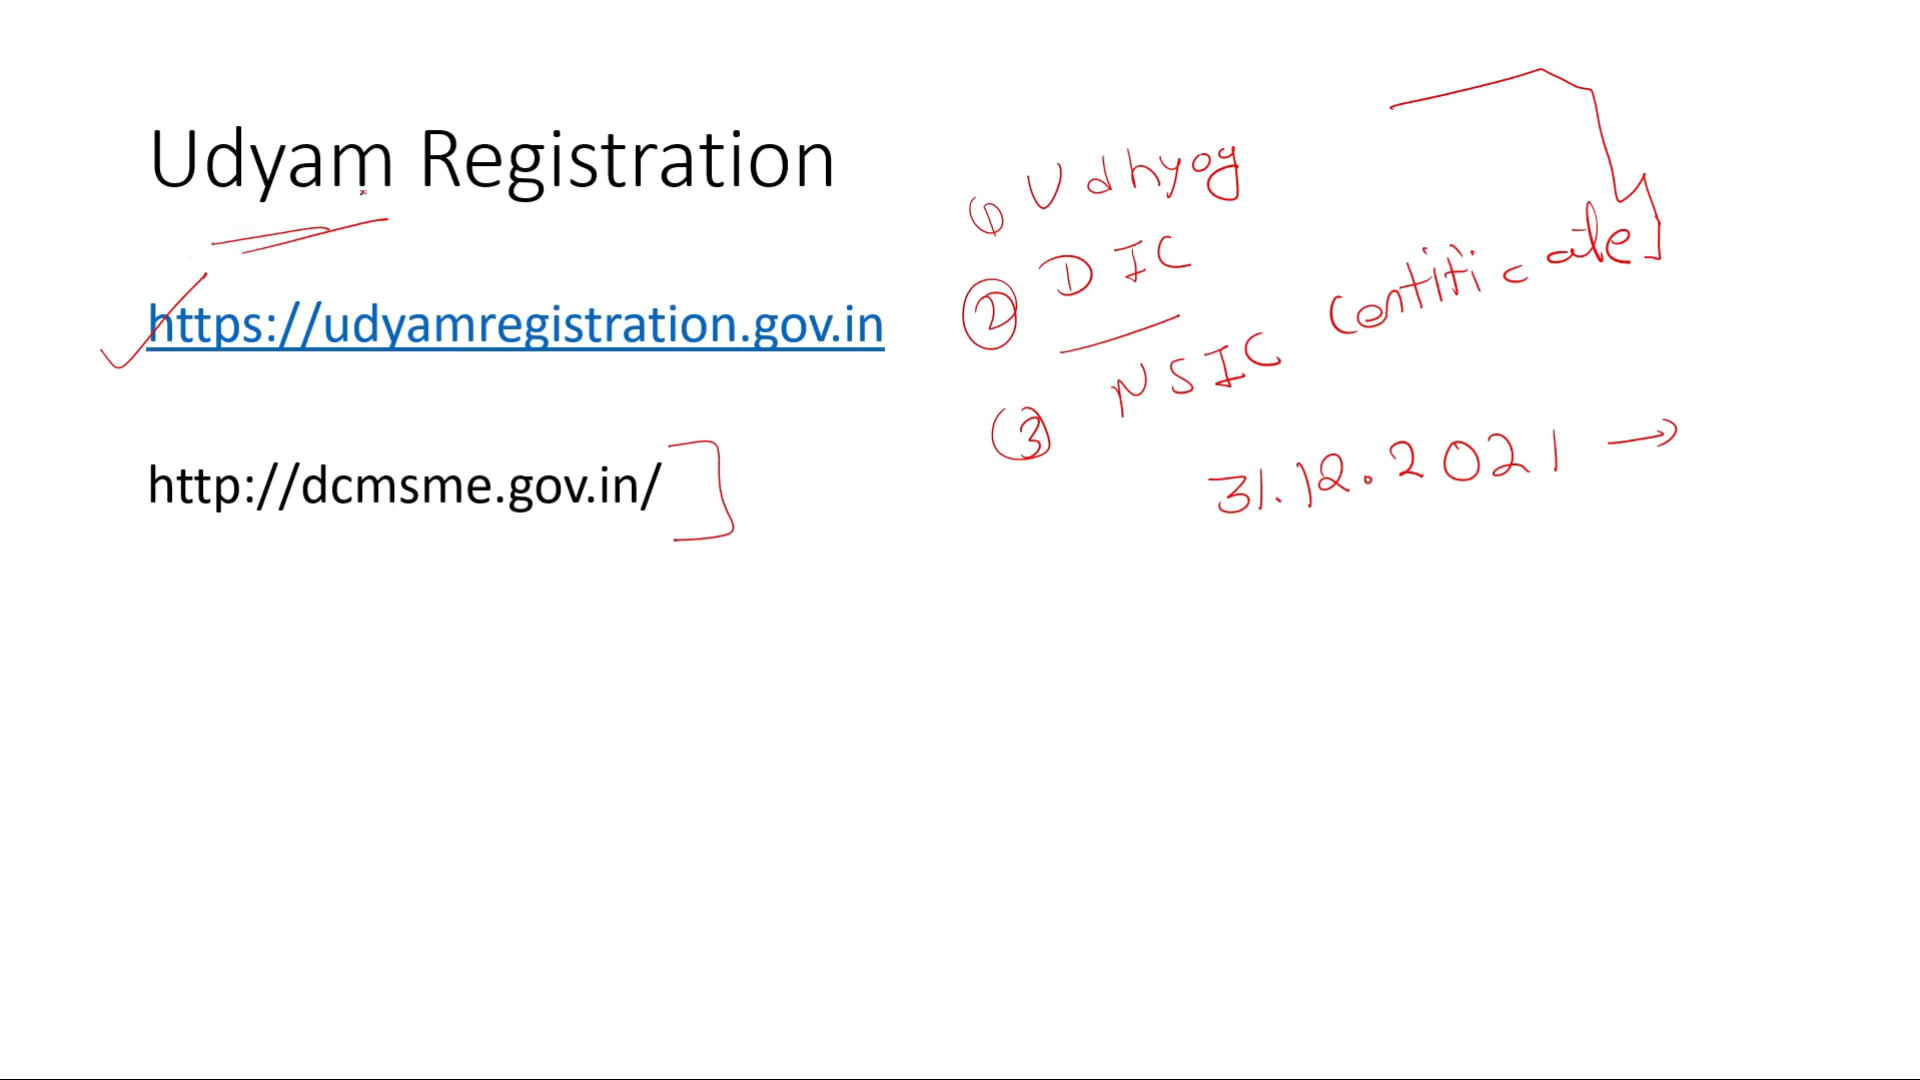 Udyam Registration
https://udyamregistration.gov.in
http://dcmsme.gov.in/
① Udhyog
② DIC
③ NSIC Certificate
31.12.2021 →